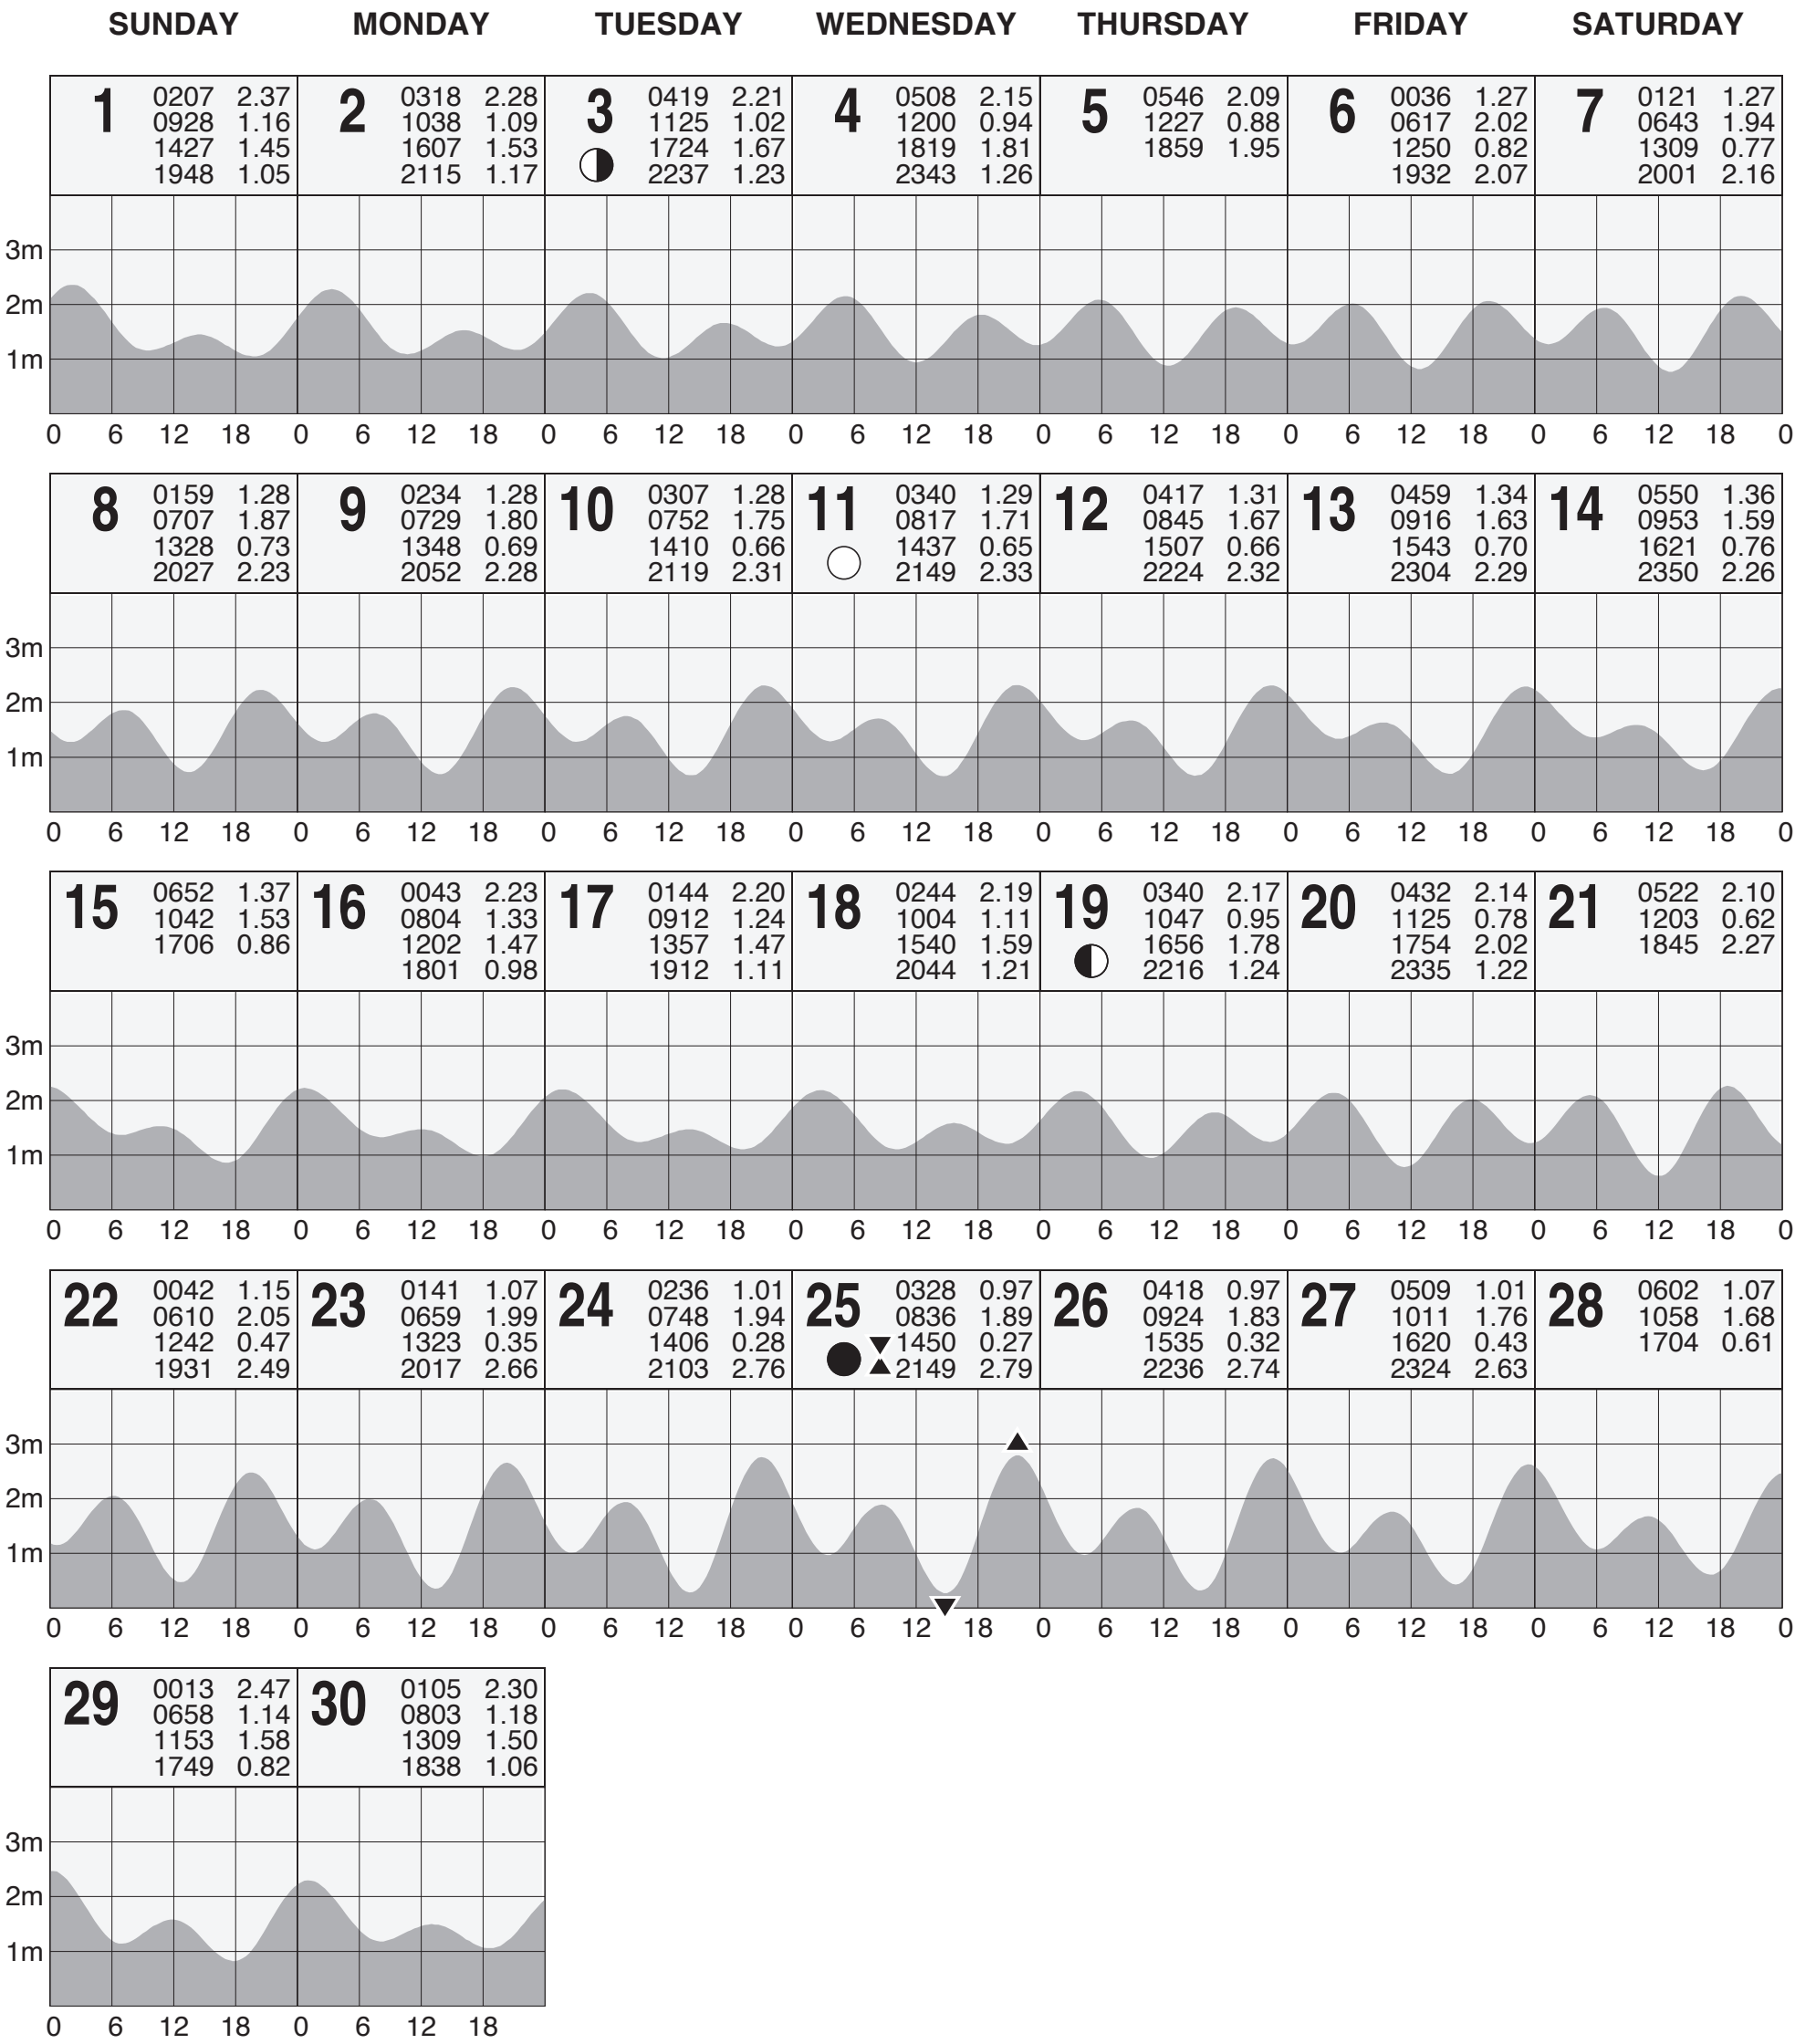 SUNDAY MONDAY TUESDAY WEDNESDAY THURSDAY FRIDAY SATURDAY
1 0207 2.37 2 0318 2.28 3 0419 2.21 4 0508 2.15 5 0546 2.09 6 0036 1.27 7 0121 1.27
0928 1.16 1038 1.09 1125 1.02 1200 0.94 1227 0.88 0617 2.02 0643 1.94
1427 1.45 1607 1.53 1724 1.67 1819 1.81 1859 1.95 1250 0.82 1309 0.77
1948 1.05 2115 1.17 2237 1.23 2343 1.26 1932 2.07 2001 2.16
3m
2m
1m
0 6 12 18 0 6 12 18 0 6 12 18 0 6 12 18 0 6 12 18 0 6 12 18 0 6 12 18 0
8 0159 1.28 9 0234 1.28 10 0307 1.28 11 0340 1.29 12 0417 1.31 13 0459 1.34 14 0550 1.36
0707 1.87 0729 1.80 0752 1.75 0817 1.71 0845 1.67 0916 1.63 0953 1.59
1328 0.73 1348 0.69 1410 0.66 1437 0.65 1507 0.66 1543 0.70 1621 0.76
2027 2.23 2052 2.28 2119 2.31 2149 2.33 2224 2.32 2304 2.29 2350 2.26
3m
2m
1m
0 6 12 18 0 6 12 18 0 6 12 18 0 6 12 18 0 6 12 18 0 6 12 18 0 6 12 18 0
15 0652 1.37 16 0043 2.23 17 0144 2.20 18 0244 2.19 19 0340 2.17 20 0432 2.14 21 0522 2.10
1042 1.53 0804 1.33 0912 1.24 1004 1.11 1047 0.95 1125 0.78 1203 0.62
1706 0.86 1202 1.47 1357 1.47 1540 1.59 1656 1.78 1754 2.02 1845 2.27
1801 0.98 1912 1.11 2044 1.21 2216 1.24 2335 1.22
3m
2m
1m
0 6 12 18 0 6 12 18 0 6 12 18 0 6 12 18 0 6 12 18 0 6 12 18 0 6 12 18 0
22 0042 1.15 23 0141 1.07 24 0236 1.01 25 0328 0.97 26 0418 0.97 27 0509 1.01 28 0602 1.07
0610 2.05 0659 1.99 0748 1.94 0836 1.89 0924 1.83 1011 1.76 1058 1.68
1242 0.47 1323 0.35 1406 0.28 1450 0.27 1535 0.32 1620 0.43 1704 0.61
1931 2.49 2017 2.66 2103 2.76 2149 2.79 2236 2.74 2324 2.63
3m
2m
1m
0 6 12 18 0 6 12 18 0 6 12 18 0 6 12 18 0 6 12 18 0 6 12 18 0 6 12 18 0
29 0013 2.47 30 0105 2.30
0658 1.14 0803 1.18
1153 1.58 1309 1.50
1749 0.82 1838 1.06
3m
2m
1m
0 6 12 18 0 6 12 18